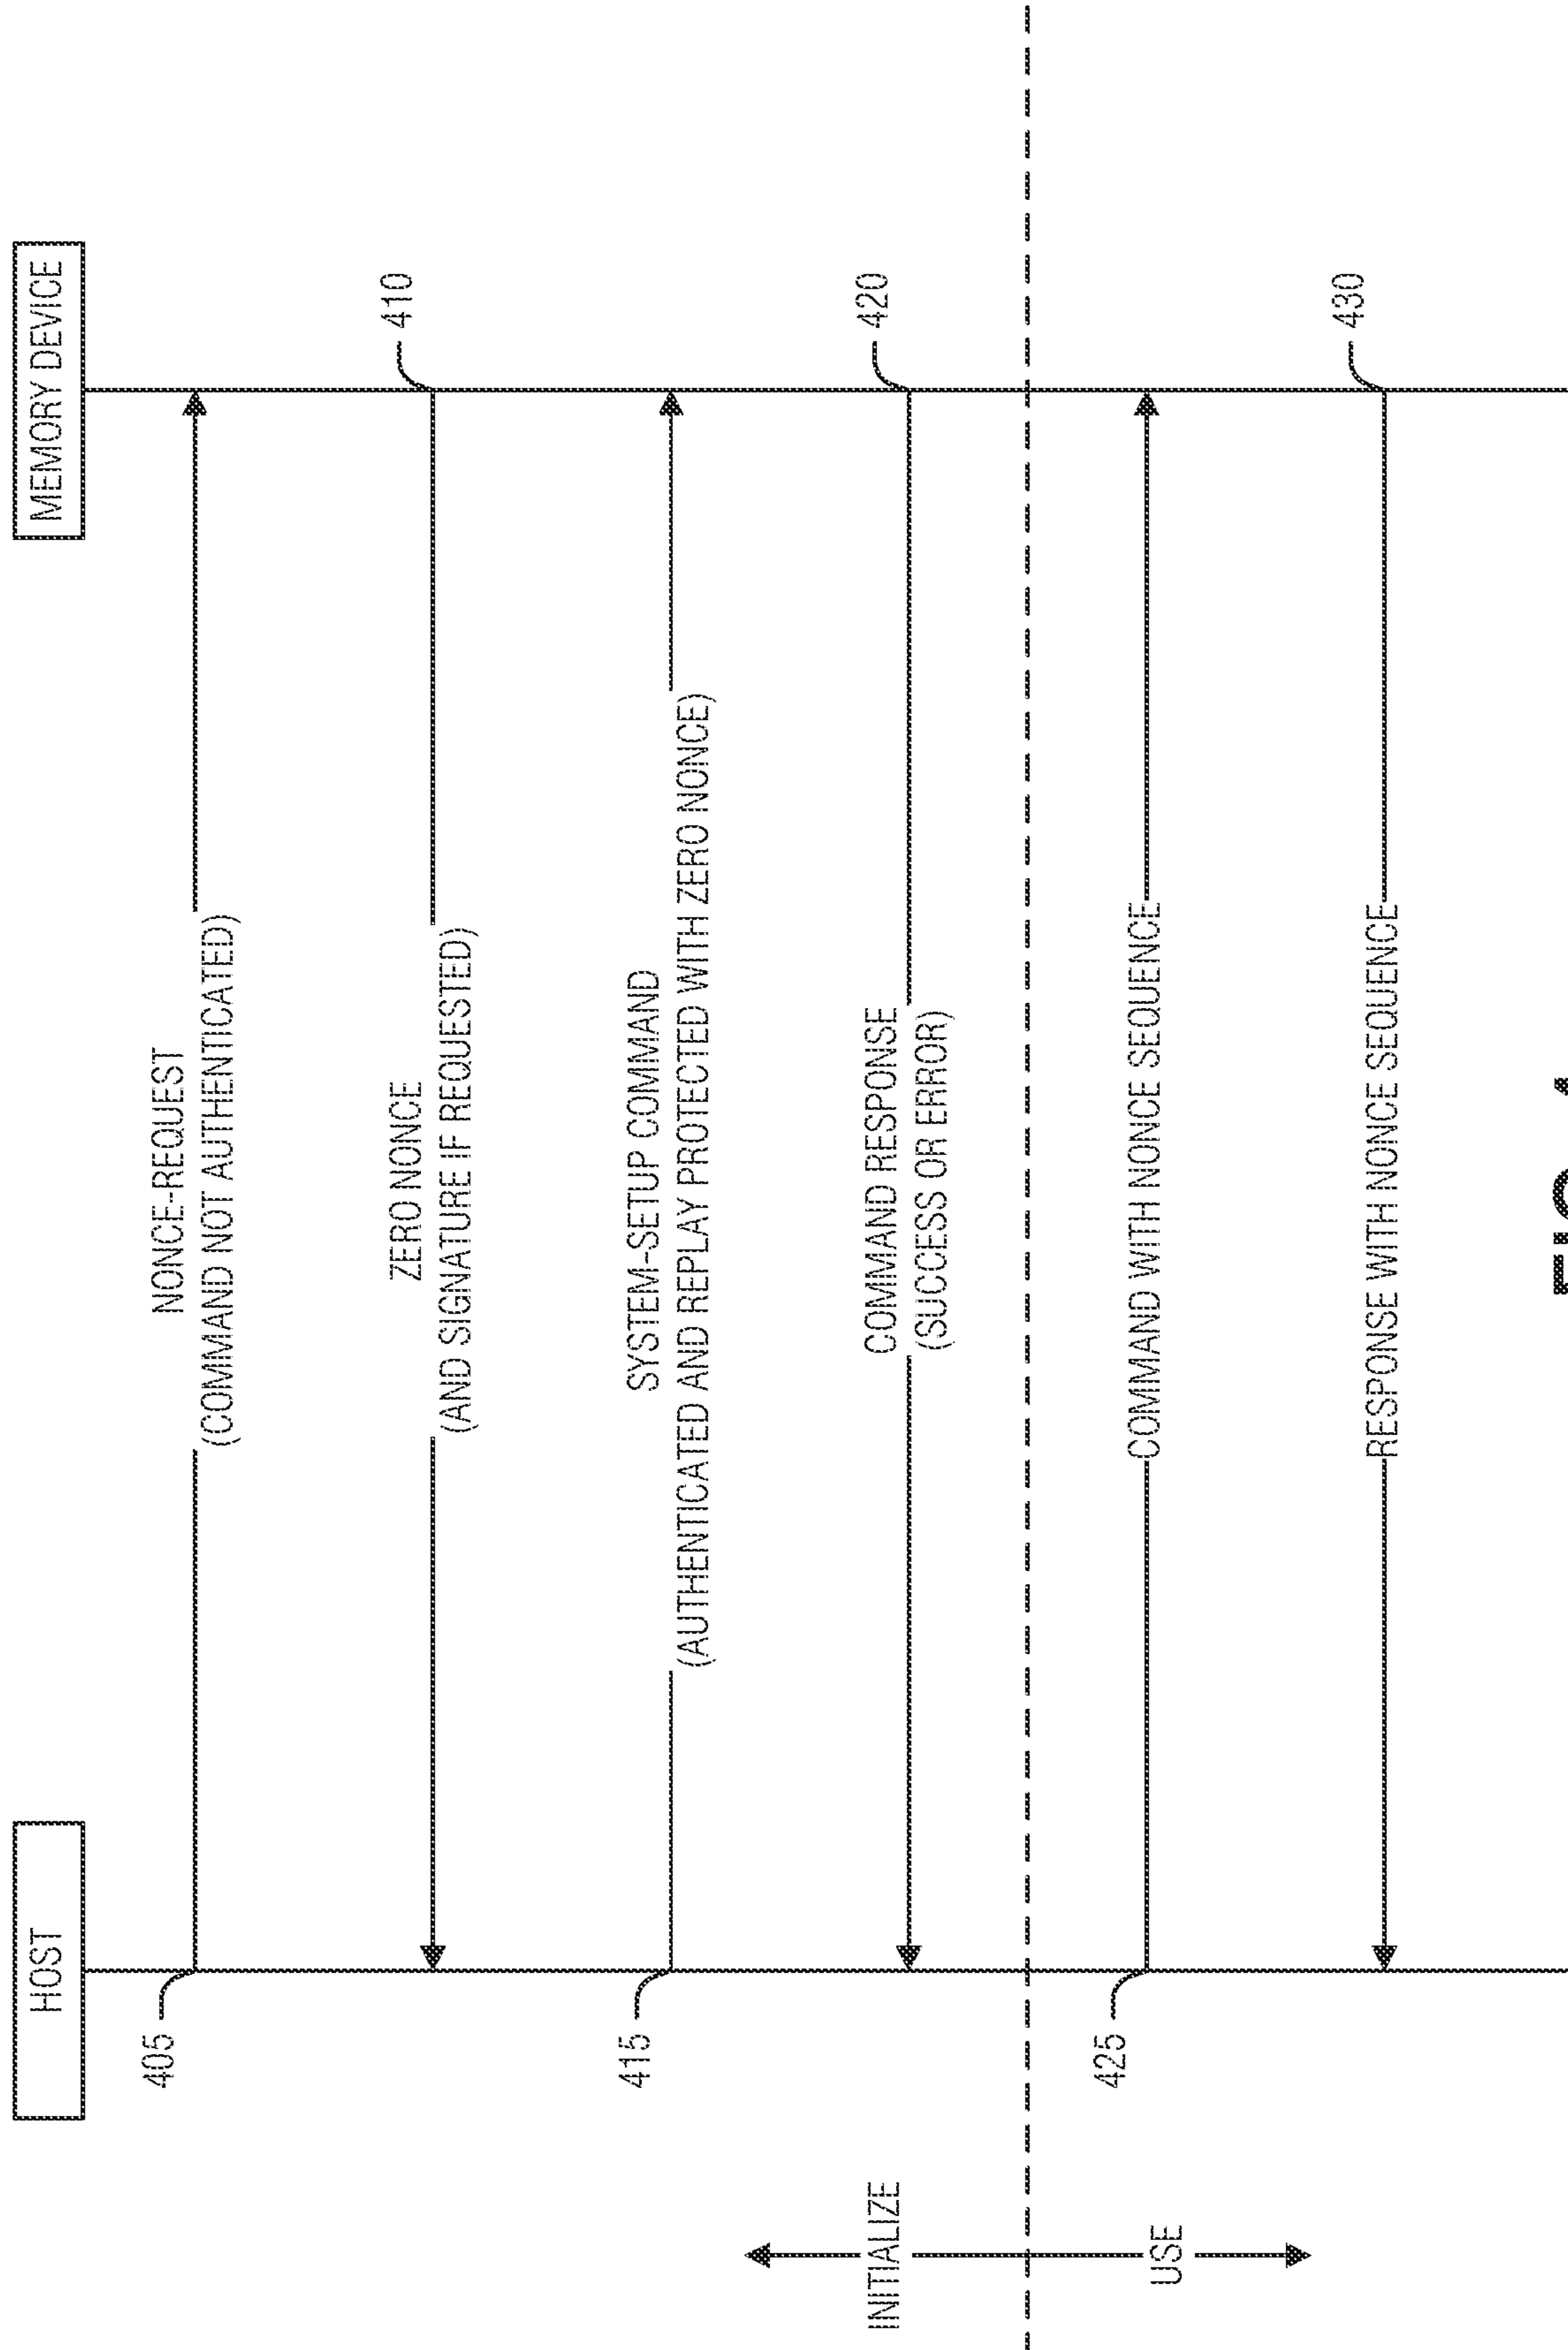 HOST
MEMORY DEVICE
405
NONCE-REQUEST
(COMMAND NOT AUTHENTICATED)
410
ZERO NONCE
(AND SIGNATURE IF REQUESTED)
415
SYSTEM-SETUP COMMAND
(AUTHENTICATED AND REPLAY PROTECTED WITH ZERO NONCE)
420
COMMAND RESPONSE
(SUCCESS OR ERROR)
INITIALIZE
USE
425
COMMAND WITH NONCE SEQUENCE
430
RESPONSE WITH NONCE SEQUENCE